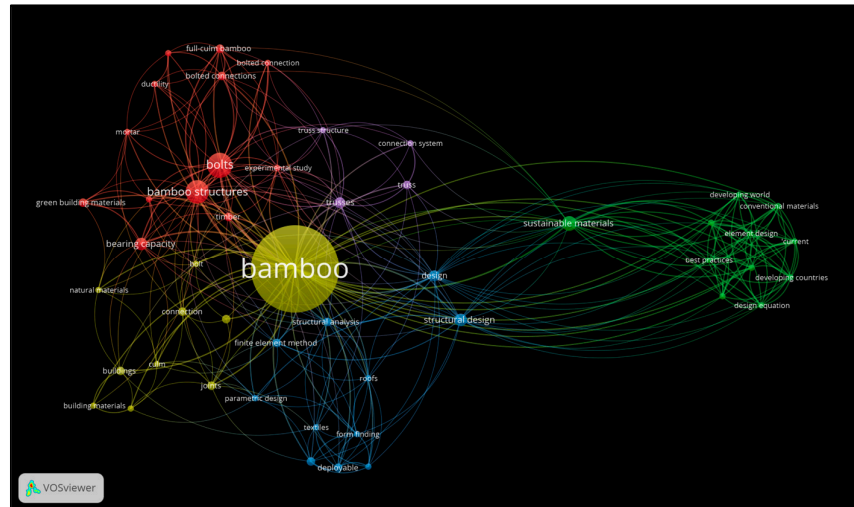 full-culm bamboo
bolted connection
bolted connections
ductility
mortar
truss structure
connection system
bolts
experimental study
truss
bamboo structures
green building materials
trusses
timber
developing world
conventional materials
sustainable materials
element design
current
bearing capacity
best practices
bolt
bamboo
design
developing countries
natural materials
design equation
connection
structural analysis
structural design
finite element method
culm
buildings
roofs
joints
parametric design
building materials
textiles
form finding
deployable
VOSviewer